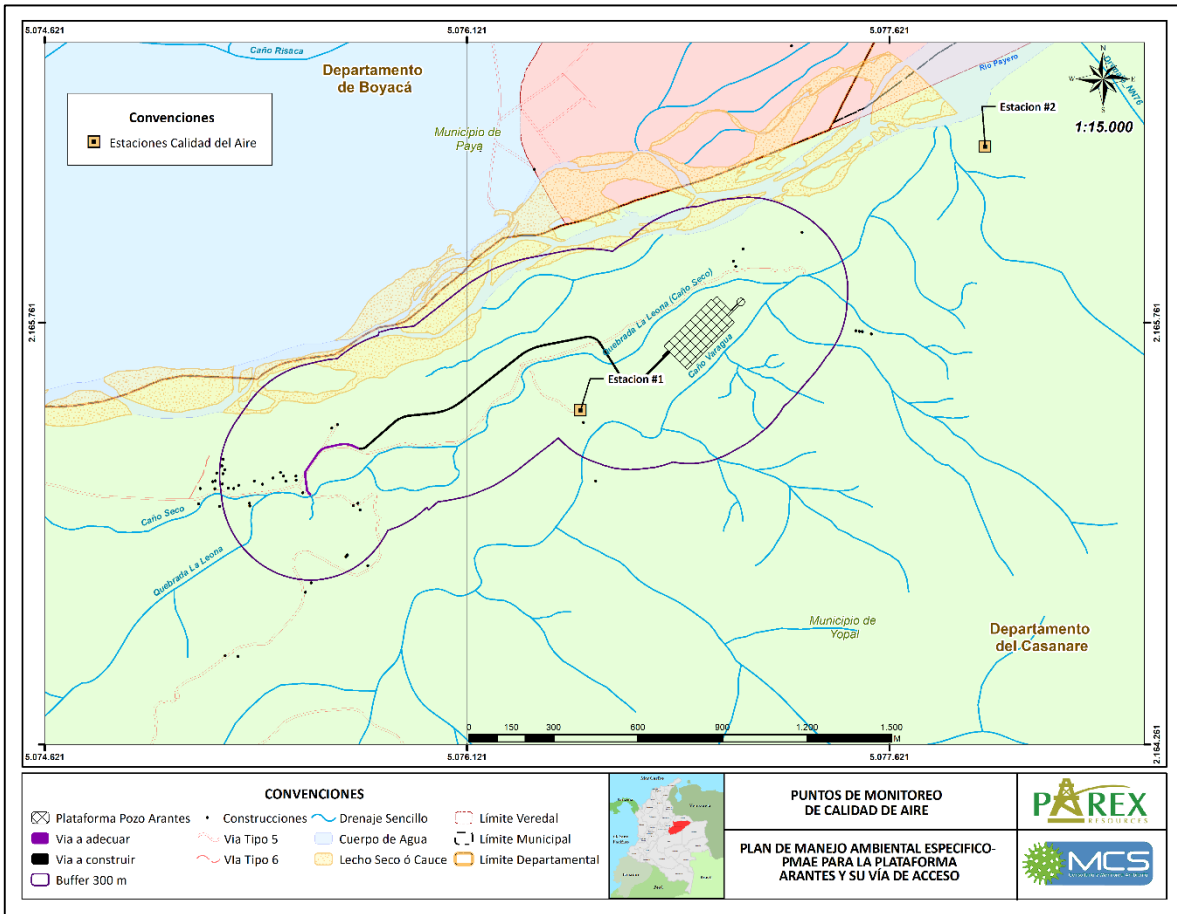 5.074.621
5.076.121
5.077.621
Caño Risaca
Departamento
de Boyacá
Convenciones
Estaciones Calidad del Aire
Municipio de
Paya
Rio Payero
N
W
E
S
Estacion #2
1:15.000
2.165.761
2.165.761
Quebrada La Leona (Caño Seco)
Caño Varagua
Estacion #1
Caño Seco
Quebrada La Leona
Municipio de
Yopal
Departamento
del Casanare
0 150 300 600 900 1.200 1.500
M
2.164.261
5.074.621
5.076.121
5.077.621
CONVENCIONES
Plataforma Pozo Arantes
Construcciones
Drenaje Sencillo
Límite Veredal
Via a adecuar
Via Tipo 5
Cuerpo de Agua
Límite Municipal
Via a construir
VIa Tipo 6
Lecho Seco ó Cauce
Límite Departamental
Buffer 300 m
PUNTOS DE MONITOREO
DE CALIDAD DE AIRE
PLAN DE MANEJO AMBIENTAL ESPECIFICO-
PMAE PARA LA PLATAFORMA
ARANTES Y SU VÍA DE ACCESO
PAREX
RESOURCES
MCS